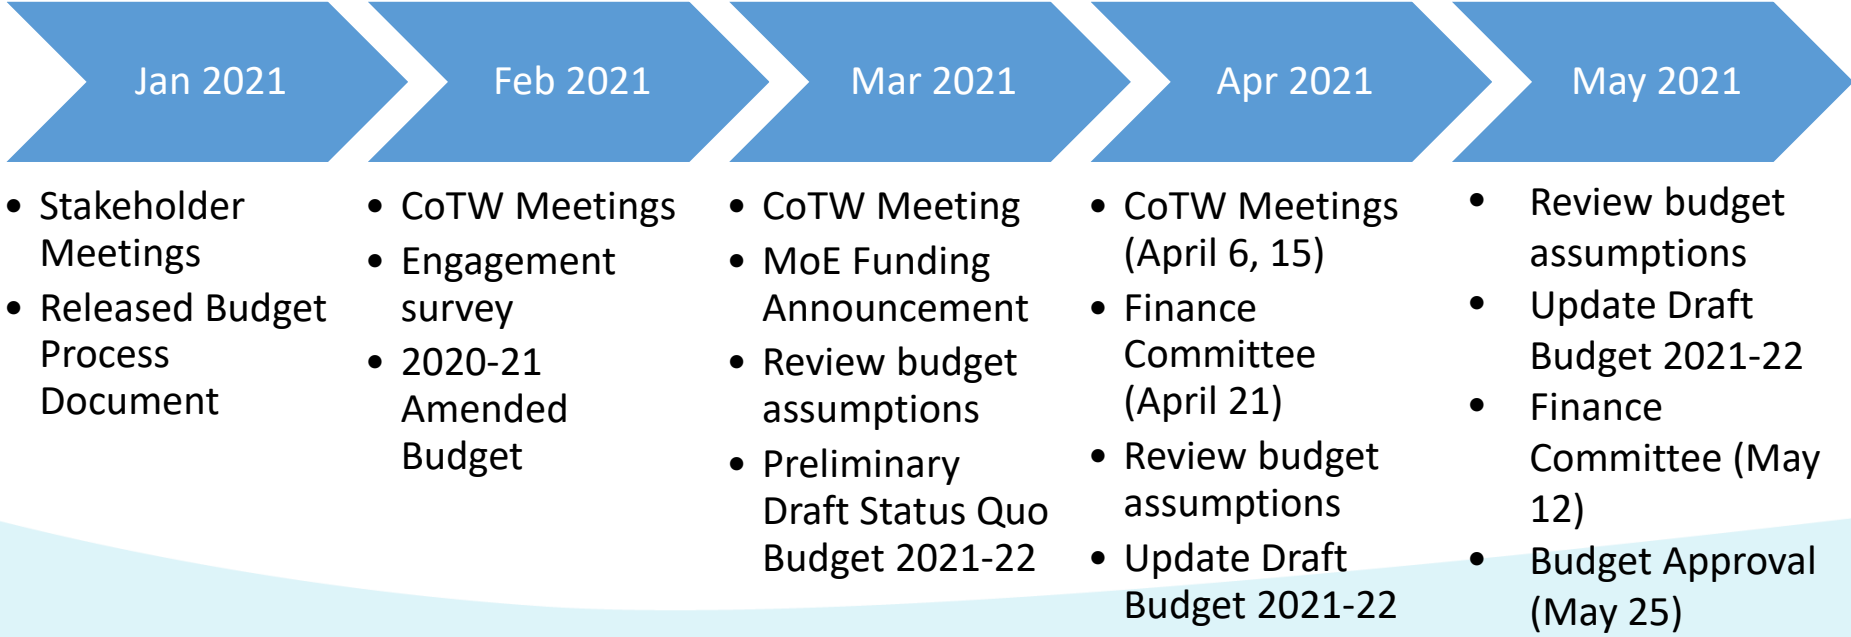 Jan 2021
Feb 2021
Mar 2021
Apr 2021
May 2021
• Stakeholder
Meetings
• Released Budget
Process
Document
• CoTW Meetings
• Engagement
survey
• 2020-21
Amended
Budget
• CoTW Meeting
• MoE Funding
Announcement
• Review budget
assumptions
• Preliminary
Draft Status Quo
Budget 2021-22
• CoTW Meetings
(April 6, 15)
• Finance
Committee
(April 21)
• Review budget
assumptions
• Update Draft
Budget 2021-22
• Review budget
assumptions
• Update Draft
Budget 2021-22
• Finance
Committee (May
12)
• Budget Approval
(May 25)